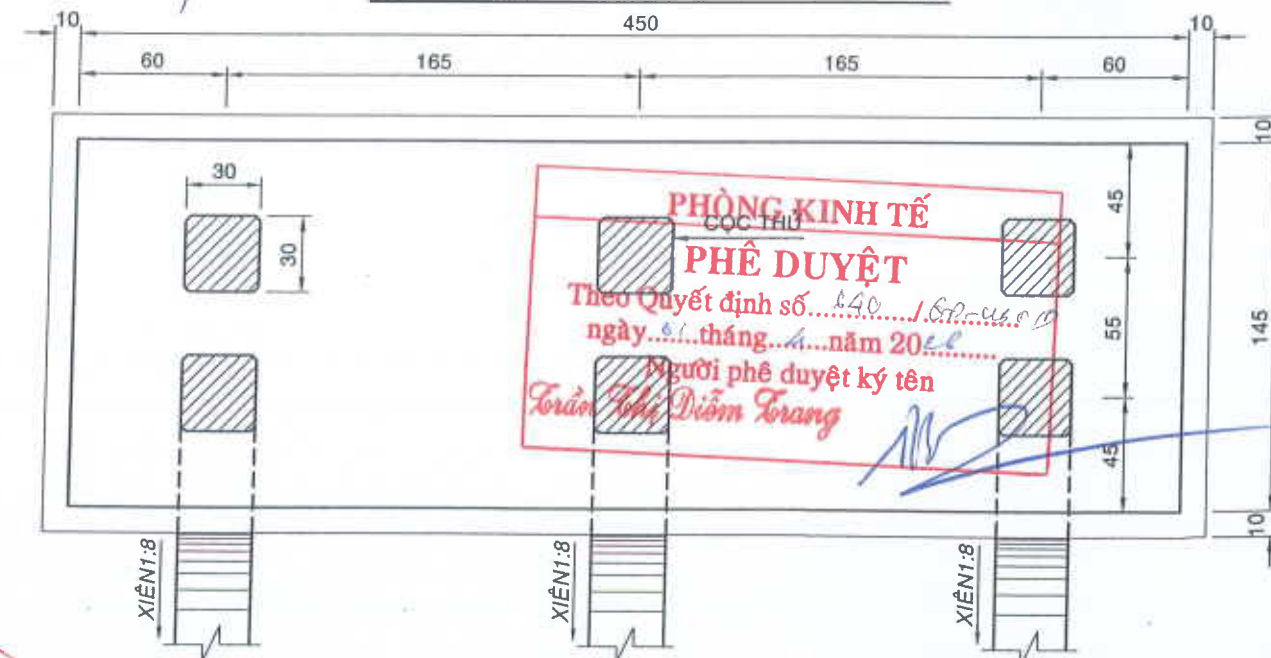 10 450 10
60 165 165 60
10
30
30
45
55
45
145
10
CỌC THỬ
PHÒNG KINH TẾ
PHÊ DUYỆT
Theo Quyết định số ......... / .........
ngày......tháng......năm 20.........
Người phê duyệt ký tên
Trần Thị Diễm Trang
XIÊN1:8
XIÊN1:8
XIÊN1:8